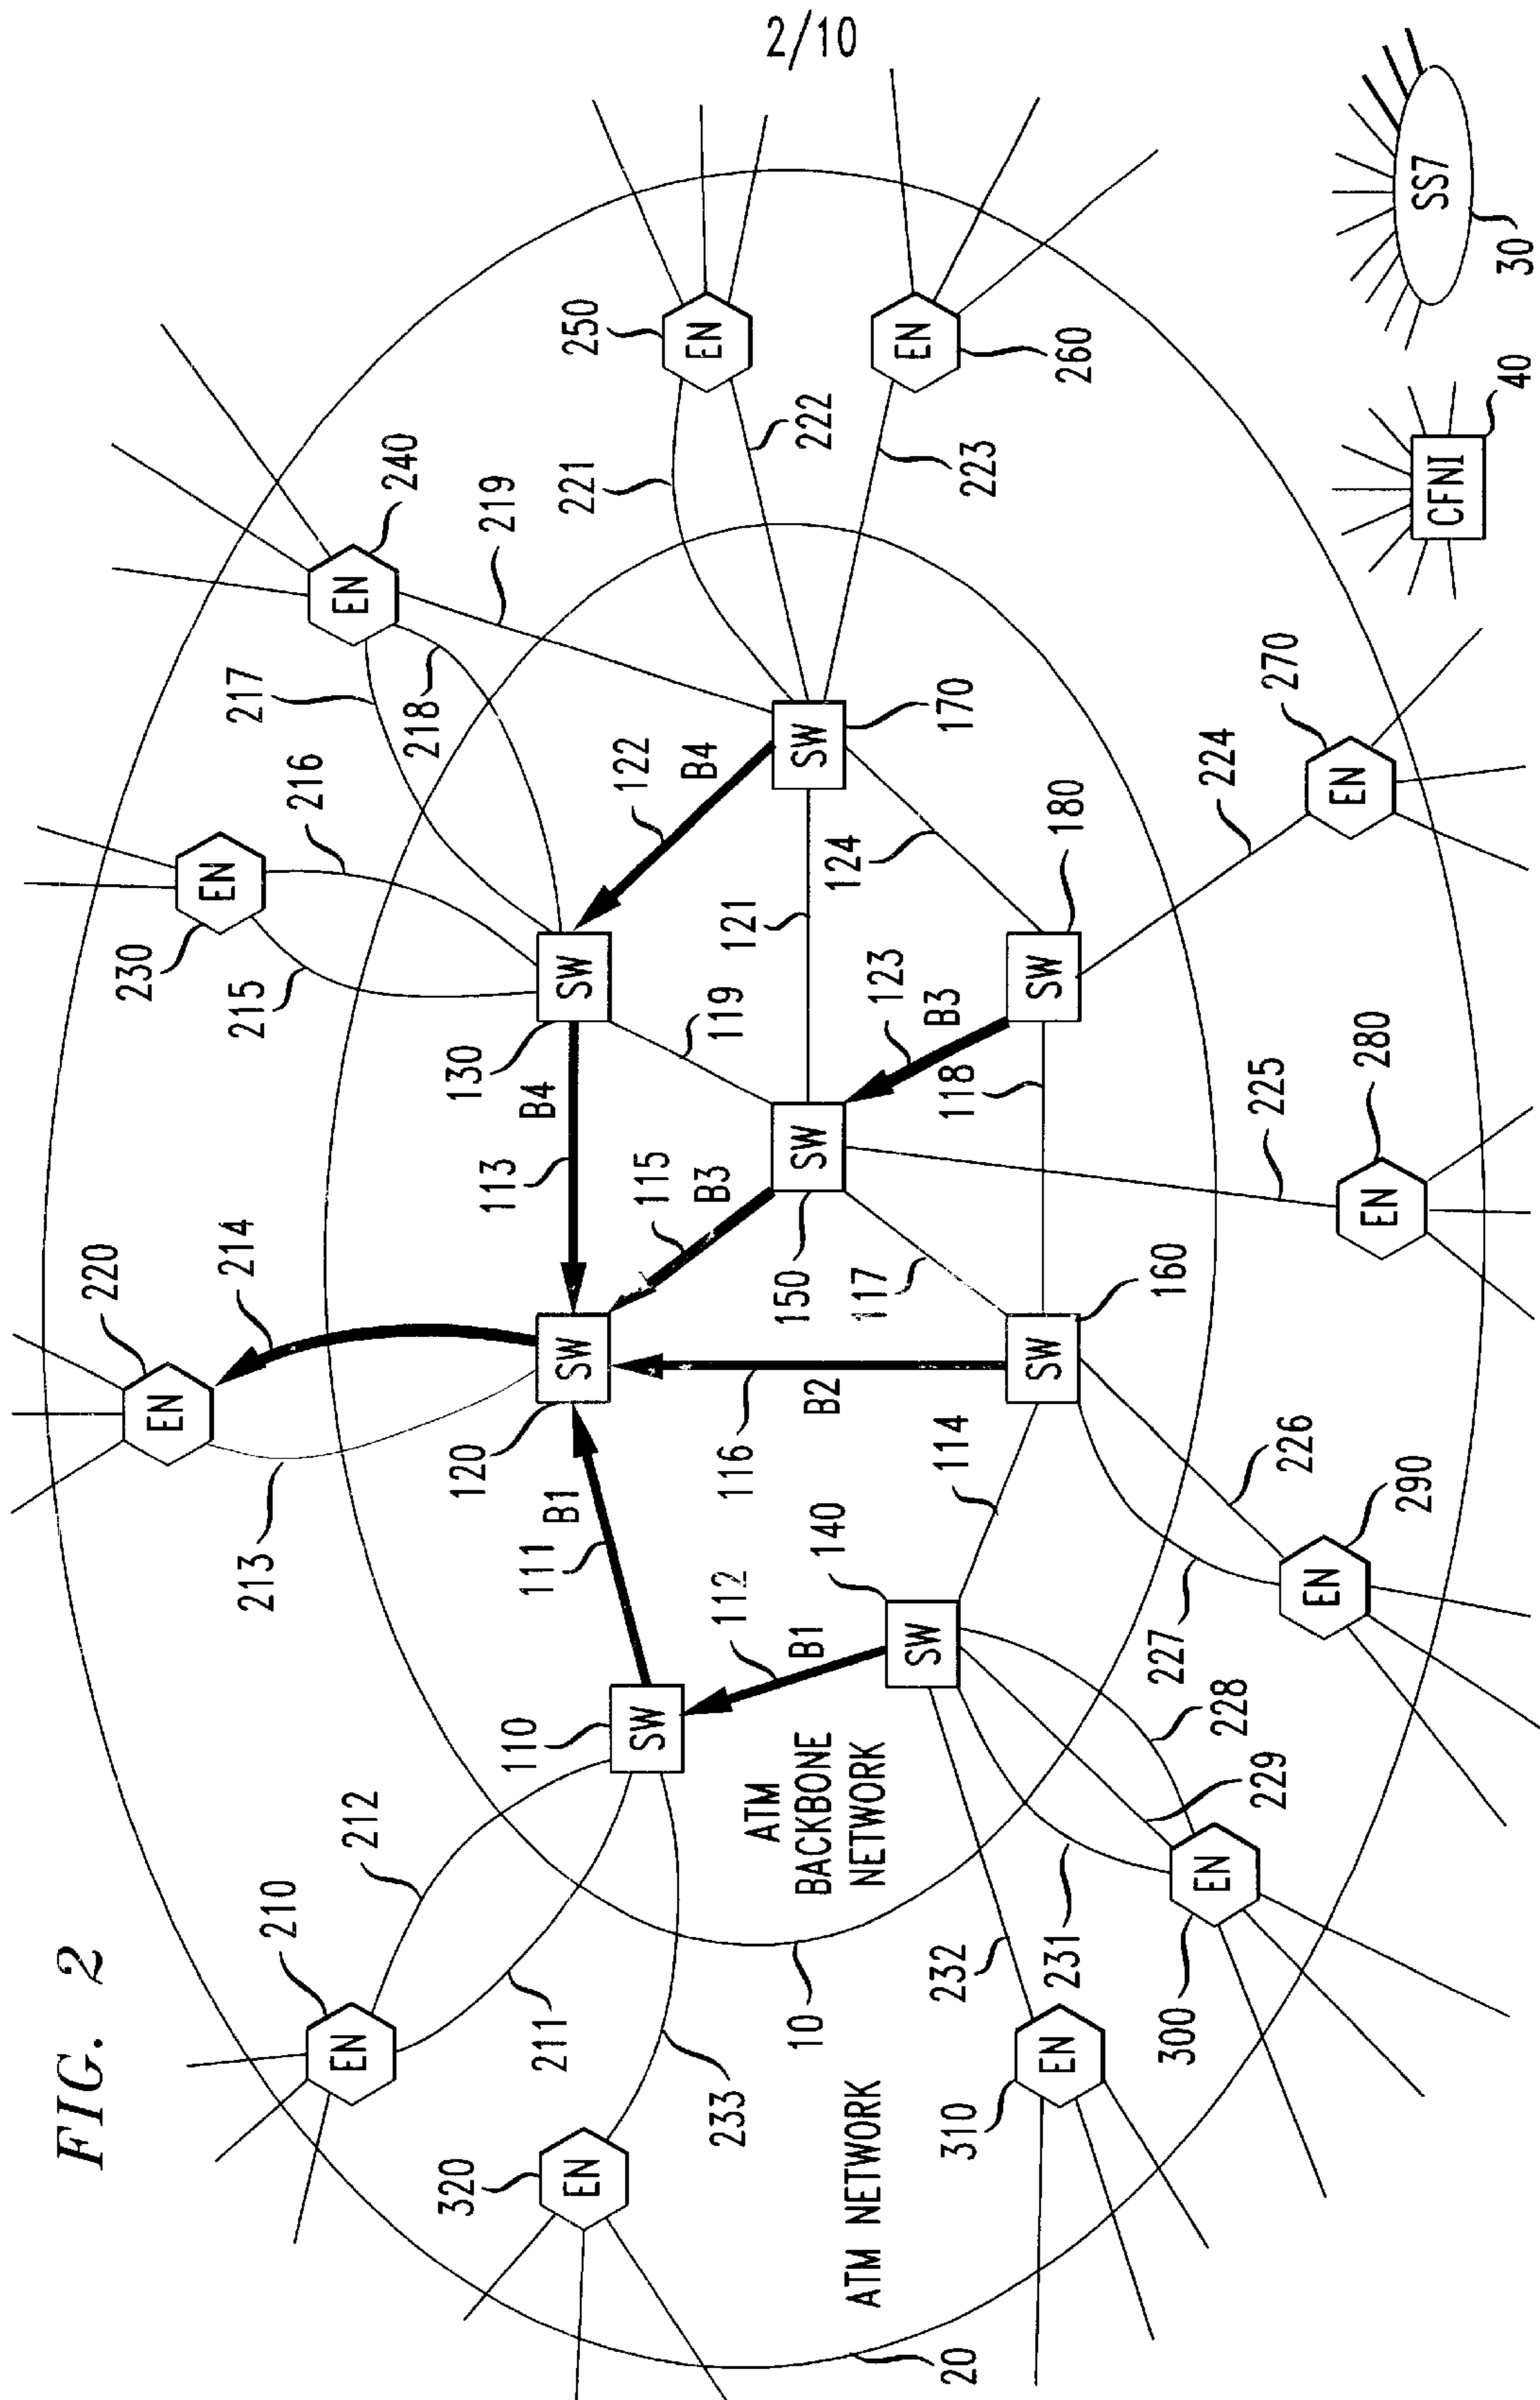 2/10
FIG. 2
210
212
EN
211
320
EN
233
213
220
EN
214
230
EN
215
216
217
240
EN
218
219
221
250
EN
222
EN
260
223
110
SW
111
B1
120
SW
113
B4
130
SW
122
B4
112
B1
116
B2
115
B3
119
121
SW
170
140
SW
114
150
SW
117
123
B3
118
124
180
SW
SW
160
ATM
BACKBONE
NETWORK
10
ATM NETWORK
20
232
231
310
EN
300
EN
229
228
227
226
EN
290
225
EN
280
224
EN
270
CFNI
40
SS7
30